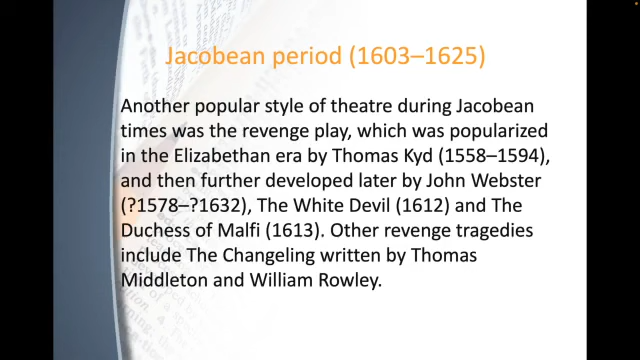 Jacobean period (1603–1625)
Another popular style of theatre during Jacobean
times was the revenge play, which was popularized
in the Elizabethan era by Thomas Kyd (1558–1594),
and then further developed later by John Webster
(?1578–?1632), The White Devil (1612) and The
Duchess of Malfi (1613). Other revenge tragedies
include The Changeling written by Thomas
Middleton and William Rowley.